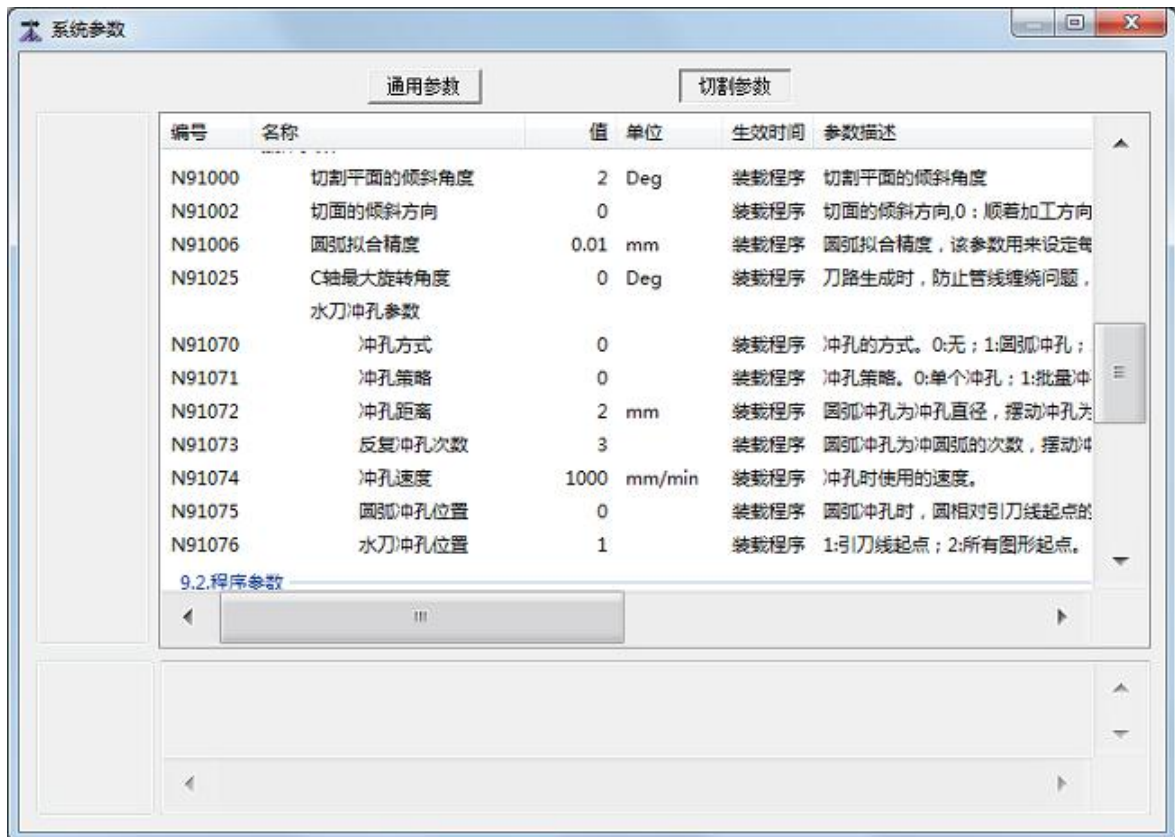 系统参数
通用参数 切割参数
编号 名称 值 单位 生效时间 参数描述
N91000 切割平面的倾斜角度 2 Deg 装载程序 切割平面的倾斜角度
N91002 切面的倾斜方向 0 装载程序 切面的倾斜方向,0：顺着加工方向
N91006 圆弧拟合精度 0.01 mm 装载程序 圆弧拟合精度，该参数用来设定每
N91025 C轴最大旋转角度 0 Deg 装载程序 刀路生成时，防止管线缠绕问题，
水刀冲孔参数
N91070 冲孔方式 0 装载程序 冲孔的方式。0:无；1:圆弧冲孔；
N91071 冲孔策略 0 装载程序 冲孔策略。0:单个冲孔；1:批量冲
N91072 冲孔距离 2 mm 装载程序 圆弧冲孔为冲孔直径，摆动冲孔为
N91073 反复冲孔次数 3 装载程序 圆弧冲孔为冲圆弧的次数，摆动冲
N91074 冲孔速度 1000 mm/min 装载程序 冲孔时使用的速度。
N91075 圆弧冲孔位置 0 装载程序 圆弧冲孔时，圆相对引刀线起点的
N91076 水刀冲孔位置 1 装载程序 1:引刀线起点；2:所有图形起点。
9.2.程序参数